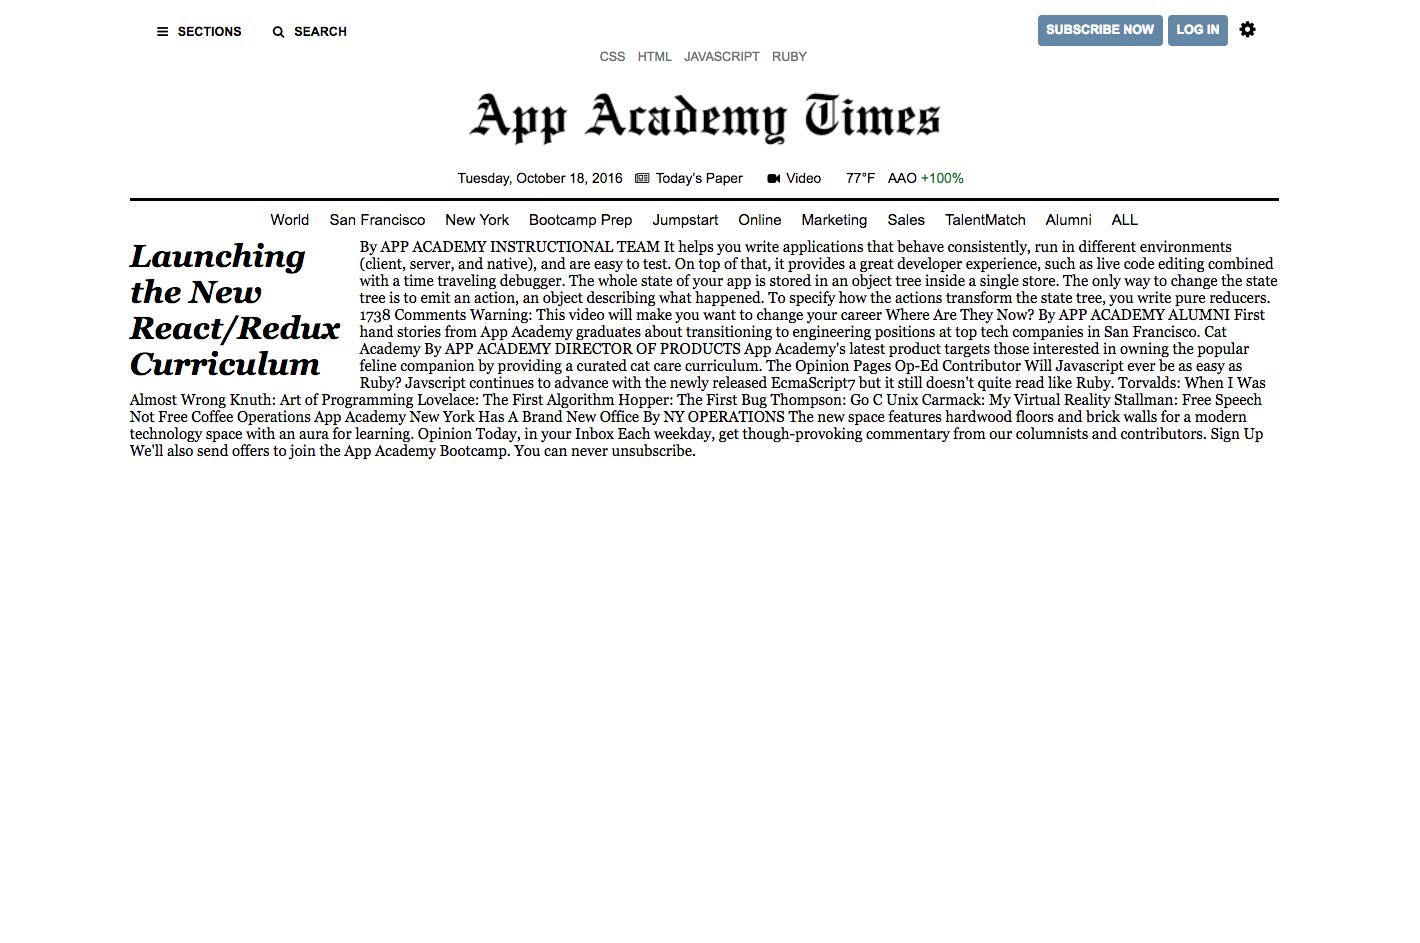 SECTIONS SEARCH SUBSCRIBE NOW LOG IN
CSS HTML JAVASCRIPT RUBY
App Academy Times
Tuesday, October 18, 2016 Today's Paper Video 77°F AAO +100%
World San Francisco New York Bootcamp Prep Jumpstart Online Marketing Sales TalentMatch Alumni ALL
Launching
the New
React/Redux
Curriculum
By APP ACADEMY INSTRUCTIONAL TEAM It helps you write applications that behave consistently, run in different environments
(client, server, and native), and are easy to test. On top of that, it provides a great developer experience, such as live code editing combined
with a time traveling debugger. The whole state of your app is stored in an object tree inside a single store. The only way to change the state
tree is to emit an action, an object describing what happened. To specify how the actions transform the state tree, you write pure reducers.
1738 Comments Warning: This video will make you want to change your career Where Are They Now? By APP ACADEMY ALUMNI First
hand stories from App Academy graduates about transitioning to engineering positions at top tech companies in San Francisco. Cat
Academy By APP ACADEMY DIRECTOR OF PRODUCTS App Academy's latest product targets those interested in owning the popular
feline companion by providing a curated cat care curriculum. The Opinion Pages Op-Ed Contributor Will Javascript ever be as easy as
Ruby? Javscript continues to advance with the newly released EcmaScript7 but it still doesn't quite read like Ruby. Torvalds: When I Was
Almost Wrong Knuth: Art of Programming Lovelace: The First Algorithm Hopper: The First Bug Thompson: Go C Unix Carmack: My Virtual Reality Stallman: Free Speech
Not Free Coffee Operations App Academy New York Has A Brand New Office By NY OPERATIONS The new space features hardwood floors and brick walls for a modern
technology space with an aura for learning. Opinion Today, in your Inbox Each weekday, get though-provoking commentary from our columnists and contributors. Sign Up
We'll also send offers to join the App Academy Bootcamp. You can never unsubscribe.